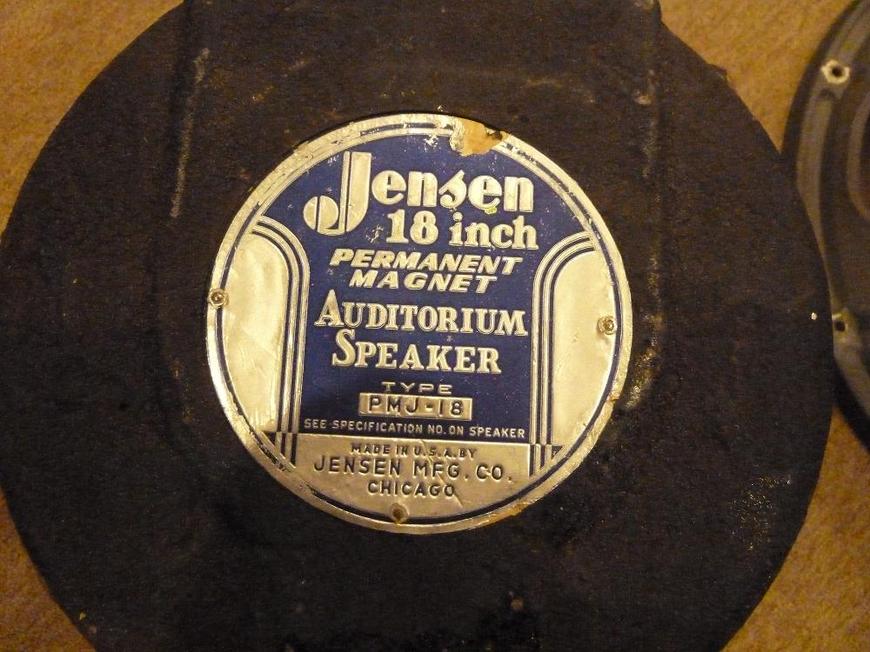 Jensen
18 inch
PERMANENT
MAGNET
AUDITORIUM
SPEAKER
TYPE
PMJ-18
SEE SPECIFICATION NO. ON SPEAKER
MADE IN U.S.A. BY
JENSEN MFG. CO.
CHICAGO